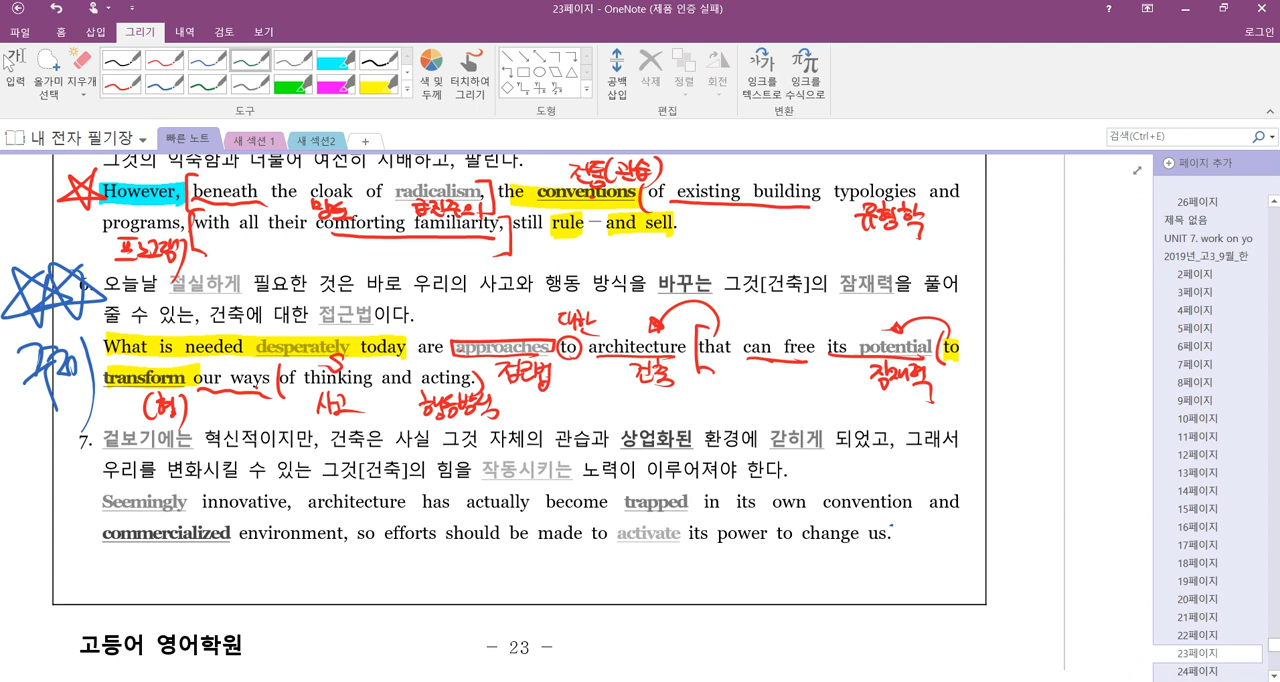 23페이지 - OneNote (제품 인증 실패)
파일 홈 삽입 그리기 내역 검토 보기 로그인
입력 올가미 선택 지우개 색 및 두께 터치하여 그리기 공백 삽입 삭제 정렬 회전 잉크를 텍스트로 잉크를 수식으로
도구 도형 편집 변환
내 전자 필기장 빠른 노트 새 섹션 1 새 섹션2 + 검색(Ctrl+E)
페이지 추가
그것의 익숙함과 더불어 여전히 지배하고, 팔린다.
전통(관습)
However, beneath the cloak of radicalism, the conventions of existing building typologies and
망토 급진주의 유형학
programs, with all their comforting familiarity, still rule – and sell.
프로그램
6. 오늘날 절실하게 필요한 것은 바로 우리의 사고와 행동 방식을 바꾸는 그것[건축]의 잠재력을 풀어
줄 수 있는, 건축에 대한 접근법이다.
대한
What is needed desperately today are approaches to architecture that can free its potential to
S 접근법 건축 잠재력
transform our ways of thinking and acting.
(형) 사고 행동방식
7. 겉보기에는 혁신적이지만, 건축은 사실 그것 자체의 관습과 상업화된 환경에 갇히게 되었고, 그래서
우리를 변화시킬 수 있는 그것[건축]의 힘을 작동시키는 노력이 이루어져야 한다.
Seemingly innovative, architecture has actually become trapped in its own convention and
commercialized environment, so efforts should be made to activate its power to change us.
고등어 영어학원
- 23 -
26페이지
제목 없음
UNIT 7. work on yo
2019년_고3_9월_한
2페이지
3페이지
4페이지
5페이지
6페이지
7페이지
8페이지
9페이지
10페이지
11페이지
12페이지
13페이지
14페이지
15페이지
16페이지
17페이지
18페이지
19페이지
20페이지
21페이지
22페이지
23페이지
24페이지